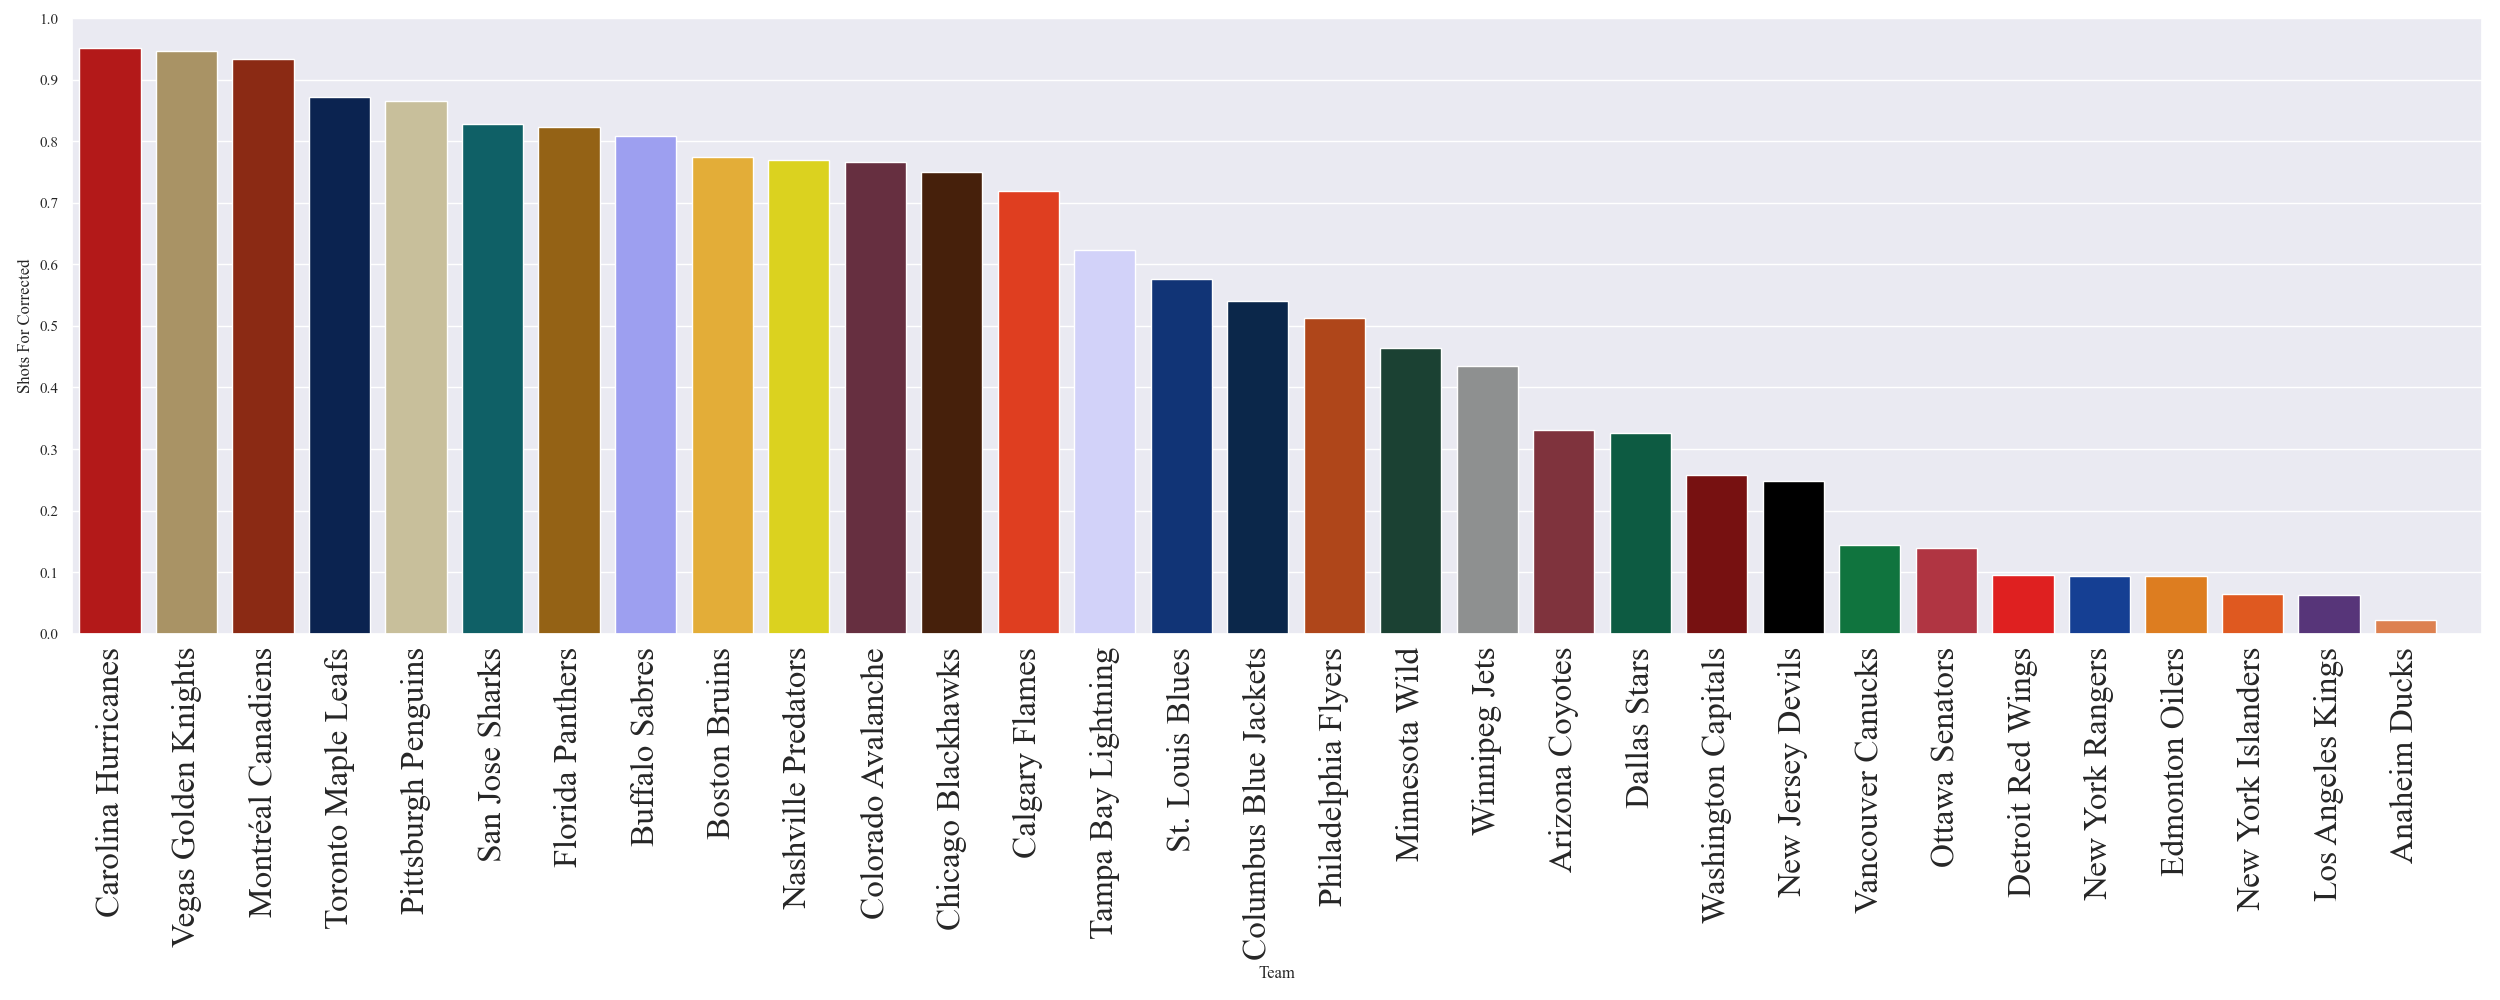 1.0
0.9
0.8
0.7
0.6
0.5
0.4
0.3
0.2
0.1
0.0
Shots For Corrected
Carolina Hurricanes
Vegas Golden Knights
Montréal Canadiens
Toronto Maple Leafs
Pittsburgh Penguins
San Jose Sharks
Florida Panthers
Buffalo Sabres
Boston Bruins
Nashville Predators
Colorado Avalanche
Chicago Blackhawks
Calgary Flames
Tampa Bay Lightning
St. Louis Blues
Columbus Blue Jackets
Philadelphia Flyers
Minnesota Wild
Winnipeg Jets
Arizona Coyotes
Dallas Stars
Washington Capitals
New Jersey Devils
Vancouver Canucks
Ottawa Senators
Detroit Red Wings
New York Rangers
Edmonton Oilers
New York Islanders
Los Angeles Kings
Anaheim Ducks
Team